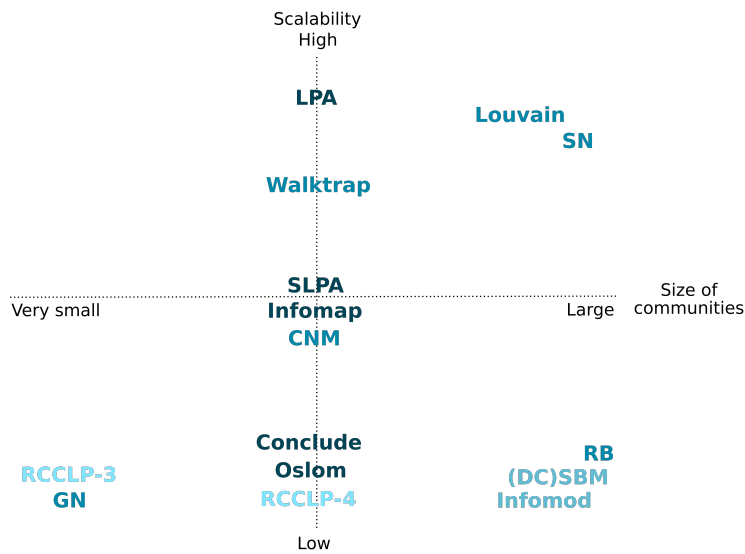 Scalability
High
LPA
Louvain
SN
Walktrap
SLPA
Size of
communities
Very small
Infomap
Large
CNM
Conclude
RB
Oslom
RCCLP-3
(DC)SBM
GN
RCCLP-4
Infomod
Low